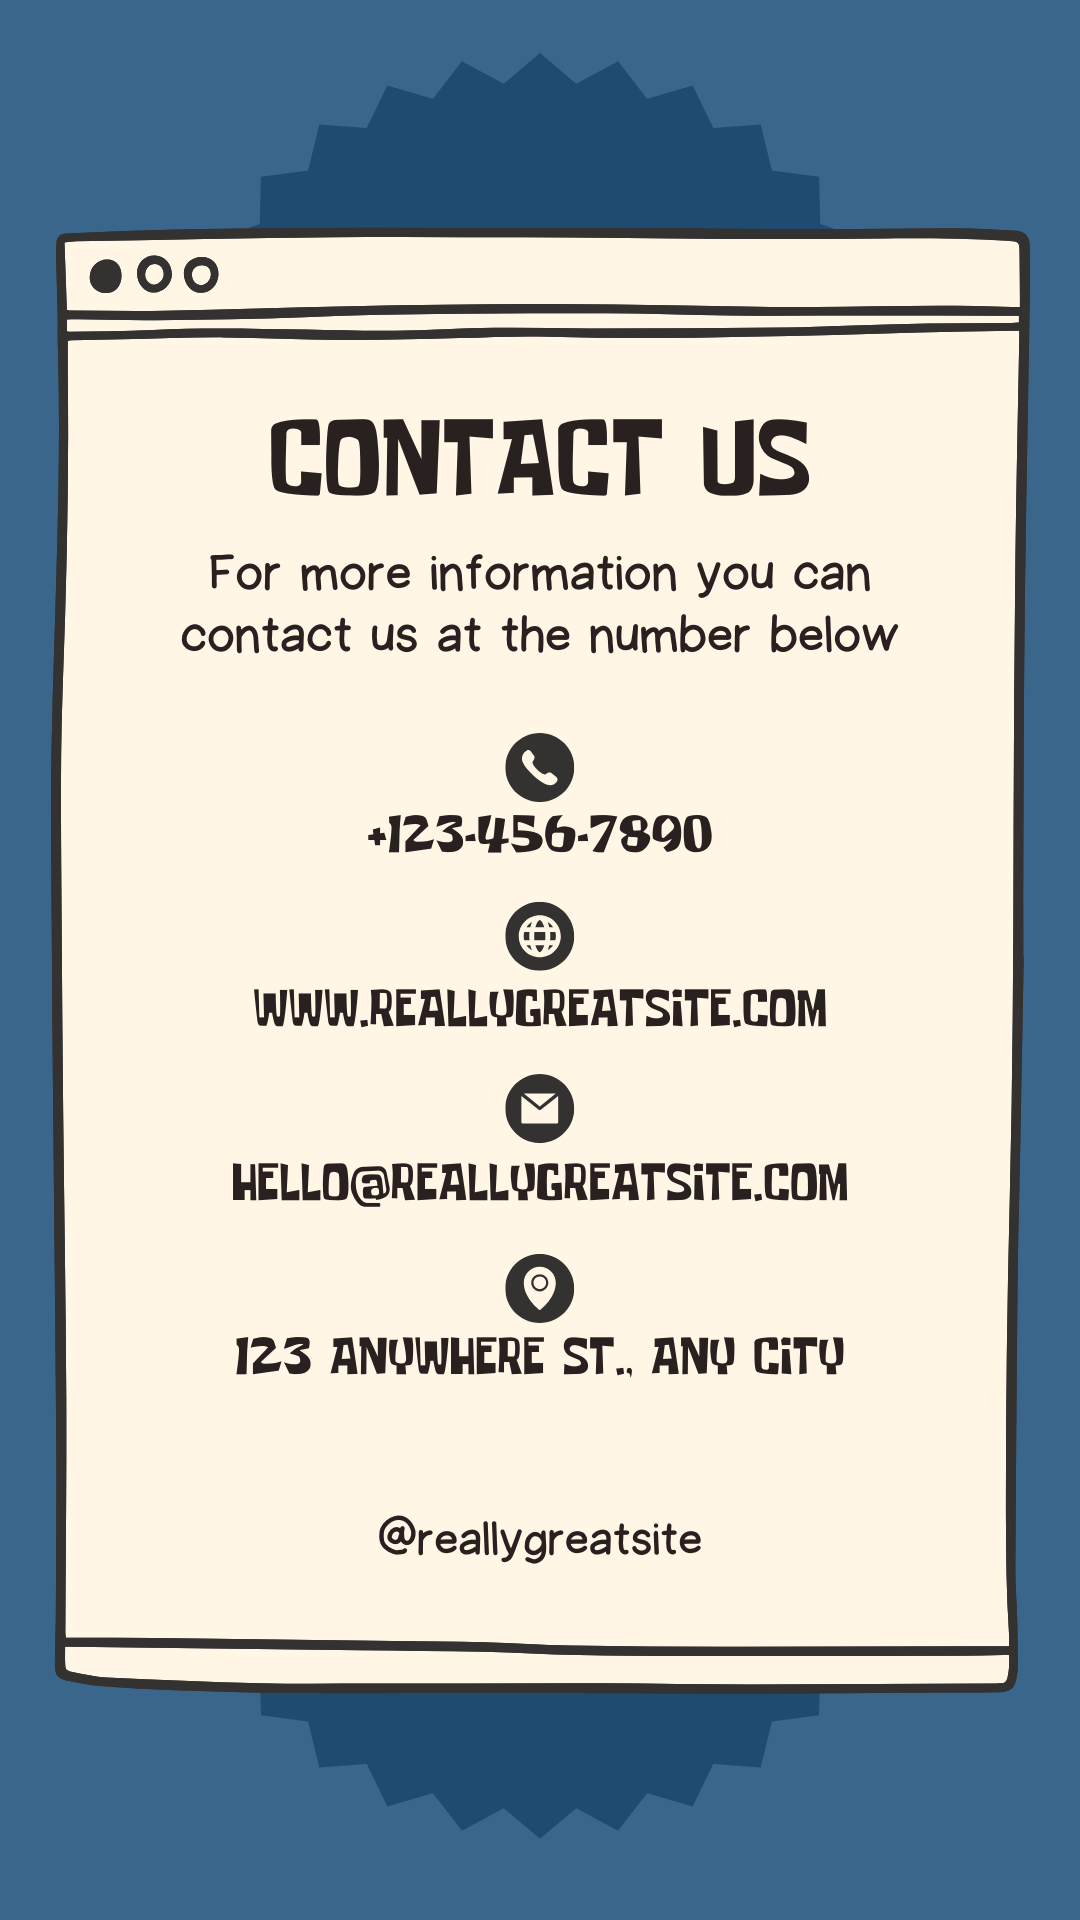 CONTACT US
For more information you can
contact us at the number below
+123-456-7890
WWW.REALLYGREATSiTE.COM
HELLO@REALLYGREATSiTE.COM
123 ANYWHERE ST., ANY CiTY
@reallygreatsite